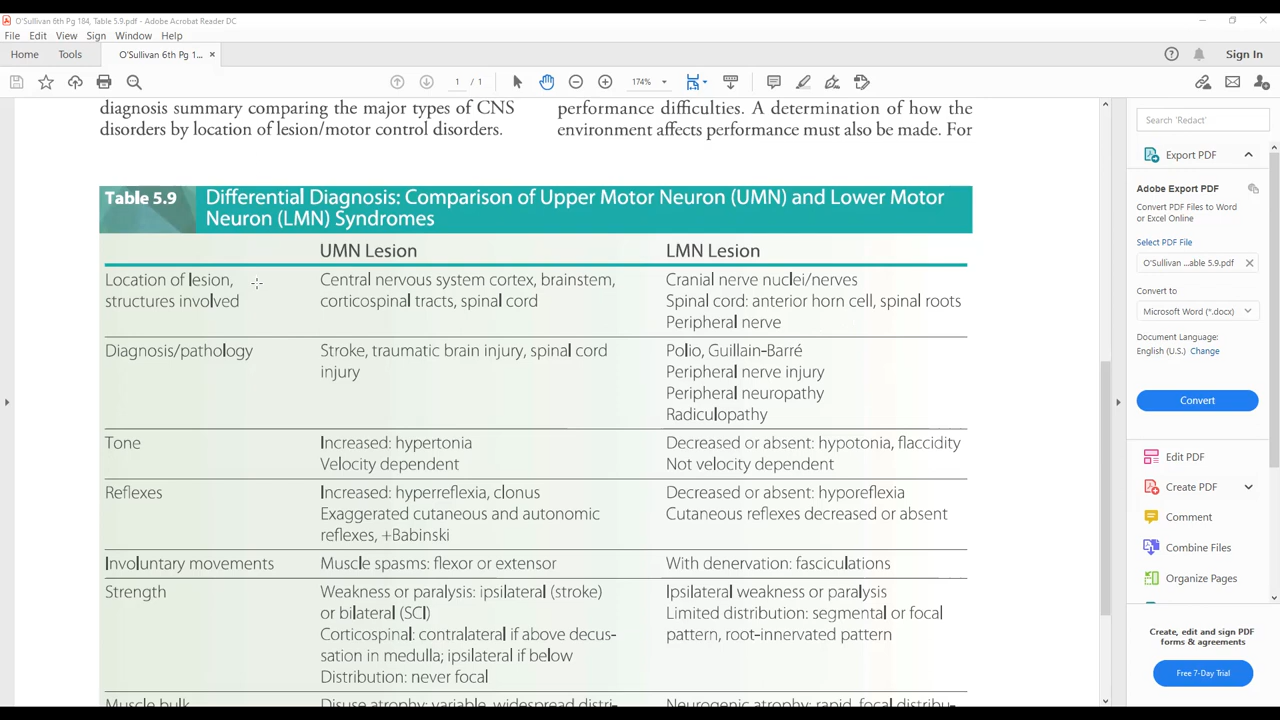 O'Sullivan 6th Pg 184, Table 5.9.pdf - Adobe Acrobat Reader DC
File Edit View Sign Window Help
Home Tools O'Sullivan 6th Pg 1... × Sign In
1 / 1 174%
diagnosis summary comparing the major types of CNS
disorders by location of lesion/motor control disorders.
performance difficulties. A determination of how the
environment affects performance must also be made. For
Table 5.9 Differential Diagnosis: Comparison of Upper Motor Neuron (UMN) and Lower Motor
Neuron (LMN) Syndromes
UMN Lesion LMN Lesion
Location of lesion,
structures involved
Central nervous system cortex, brainstem,
corticospinal tracts, spinal cord
Cranial nerve nuclei/nerves
Spinal cord: anterior horn cell, spinal roots
Peripheral nerve
Diagnosis/pathology
Stroke, traumatic brain injury, spinal cord
injury
Polio, Guillain-Barré
Peripheral nerve injury
Peripheral neuropathy
Radiculopathy
Tone
Increased: hypertonia
Velocity dependent
Decreased or absent: hypotonia, flaccidity
Not velocity dependent
Reflexes
Increased: hyperreflexia, clonus
Exaggerated cutaneous and autonomic
reflexes, +Babinski
Decreased or absent: hyporeflexia
Cutaneous reflexes decreased or absent
Involuntary movements
Muscle spasms: flexor or extensor
With denervation: fasciculations
Strength
Weakness or paralysis: ipsilateral (stroke)
or bilateral (SCI)
Corticospinal: contralateral if above decus-
sation in medulla; ipsilateral if below
Distribution: never focal
Ipsilateral weakness or paralysis
Limited distribution: segmental or focal
pattern, root-innervated pattern
Muscle bulk
Disuse atrophy: variable, widespread distri-
Neurogenic atrophy: rapid, focal distribu-
Search 'Redact'
Export PDF
Adobe Export PDF
Convert PDF Files to Word
or Excel Online
Select PDF File
O'Sullivan ...able 5.9.pdf
Convert to
Microsoft Word (*.docx)
Document Language:
English (U.S.) Change
Convert
Edit PDF
Create PDF
Comment
Combine Files
Organize Pages
Create, edit and sign PDF
forms & agreements
Free 7-Day Trial